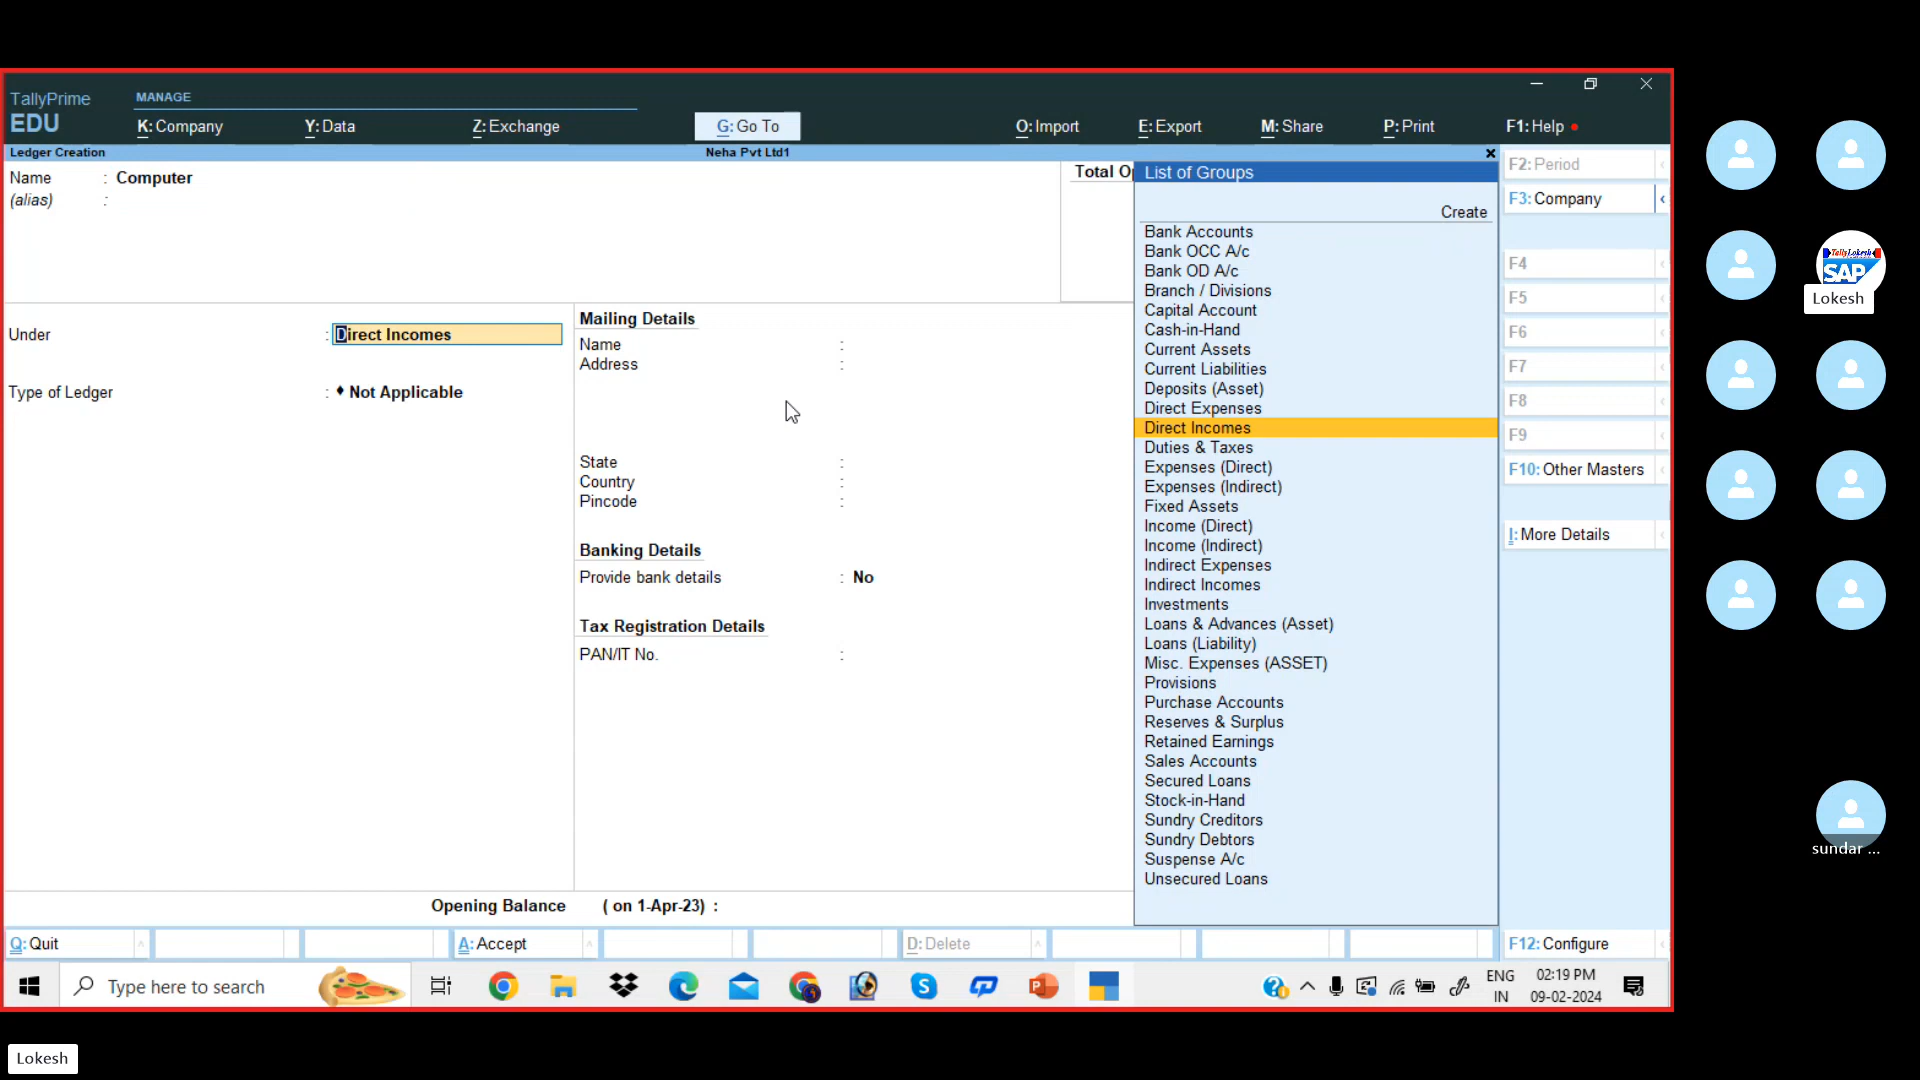 TallyPrime
EDU
MANAGE
K: Company
Y: Data
Z: Exchange
G: Go To
O: Import
E: Export
M: Share
P: Print
F1: Help
Ledger Creation
Neha Pvt Ltd1
Name : Computer
(alias) :
Total O
Under : Direct Incomes
Type of Ledger : ♦ Not Applicable
Mailing Details
Name :
Address :
State :
Country :
Pincode :
Banking Details
Provide bank details : No
Tax Registration Details
PAN/IT No. :
Opening Balance ( on 1-Apr-23) :
List of Groups
Create
Bank Accounts
Bank OCC A/c
Bank OD A/c
Branch / Divisions
Capital Account
Cash-in-Hand
Current Assets
Current Liabilities
Deposits (Asset)
Direct Expenses
Direct Incomes
Duties & Taxes
Expenses (Direct)
Expenses (Indirect)
Fixed Assets
Income (Direct)
Income (Indirect)
Indirect Expenses
Indirect Incomes
Investments
Loans & Advances (Asset)
Loans (Liability)
Misc. Expenses (ASSET)
Provisions
Purchase Accounts
Reserves & Surplus
Retained Earnings
Sales Accounts
Secured Loans
Stock-in-Hand
Sundry Creditors
Sundry Debtors
Suspense A/c
Unsecured Loans
F2: Period
F3: Company
F4
F5
F6
F7
F8
F9
F10: Other Masters
I: More Details
F12: Configure
Q: Quit
A: Accept
D: Delete
Type here to search
ENG
IN
02:19 PM
09-02-2024
TallyLokesh
SAP
Lokesh
sundar ...
Lokesh